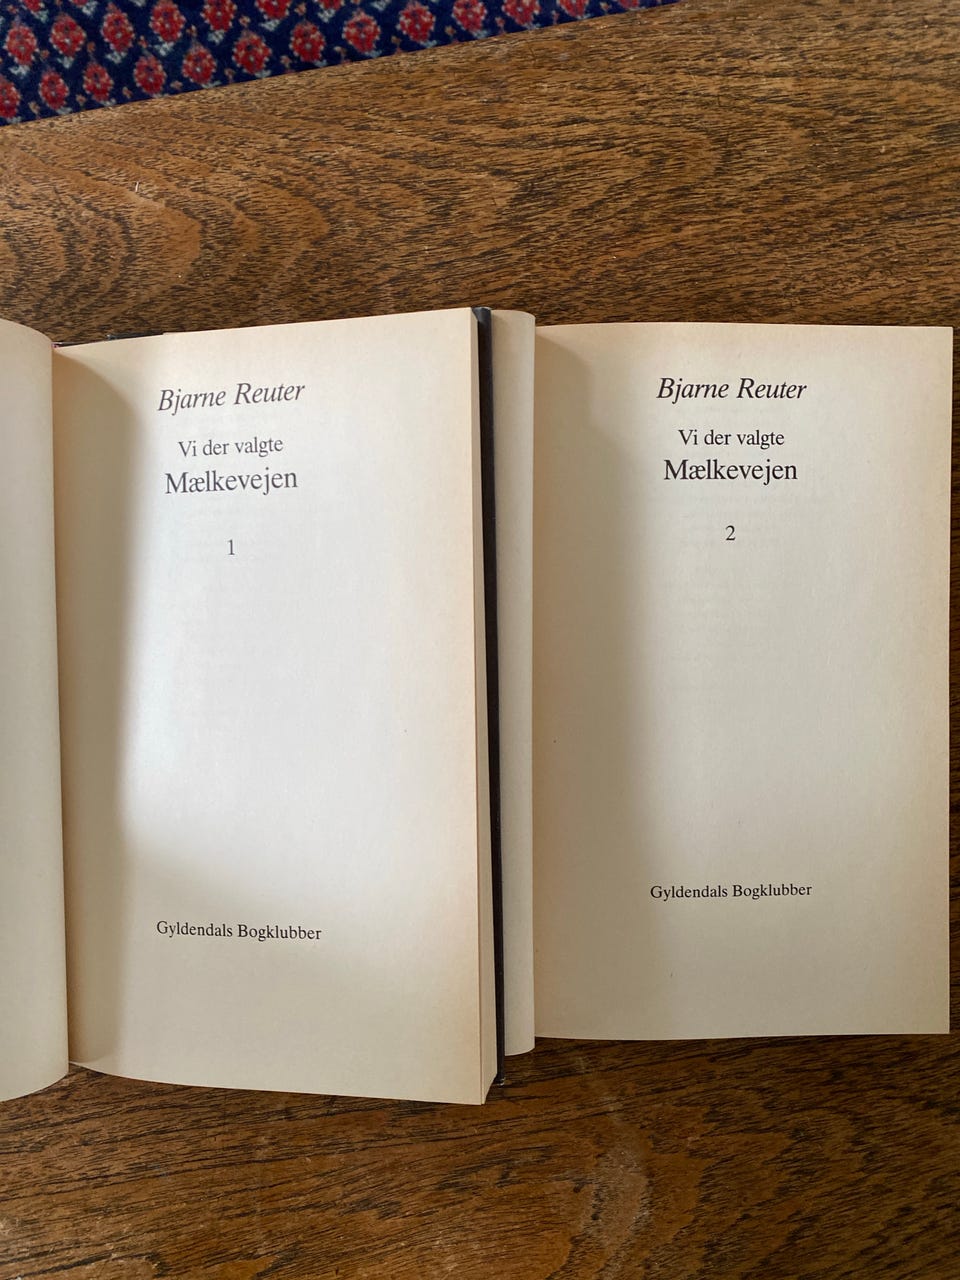 Bjarne Reuter
Vi der valgte
Mælkevejen
1
Gyldendals Bogklubber
Bjarne Reuter
Vi der valgte
Mælkevejen
2
Gyldendals Bogklubber